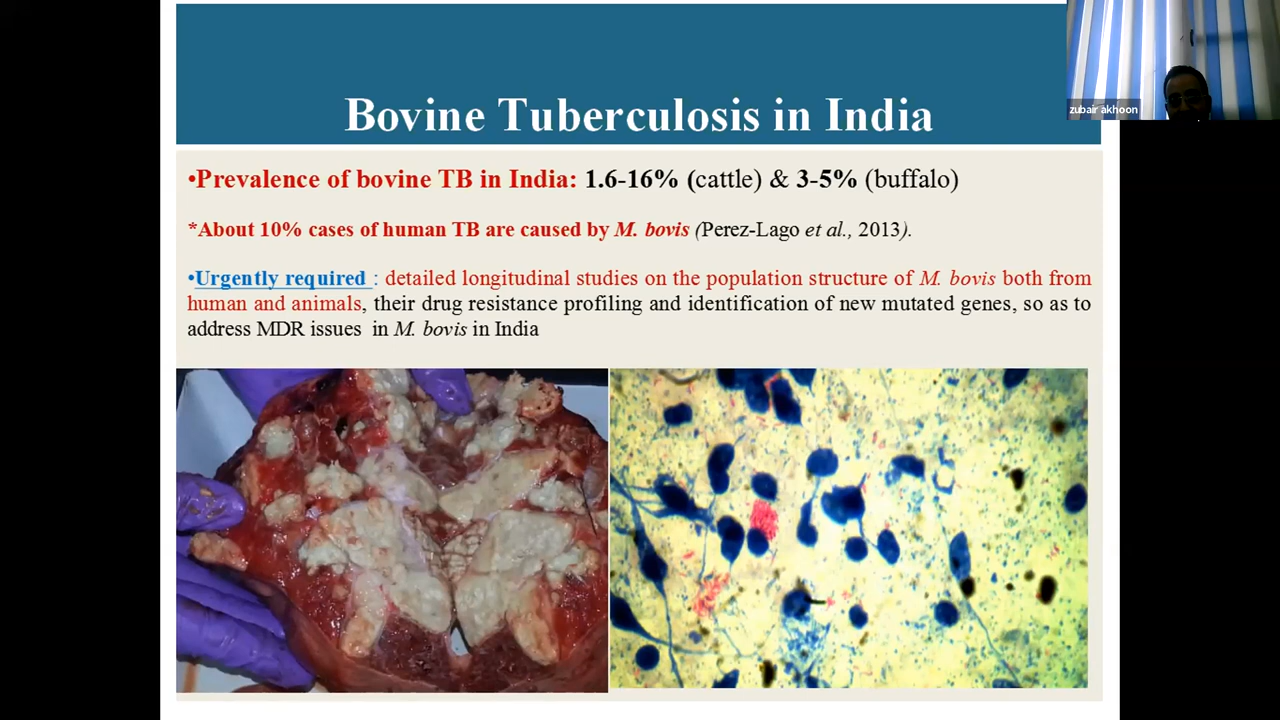 Bovine Tuberculosis in India
zubair akhoon
•Prevalence of bovine TB in India: 1.6-16% (cattle) & 3-5% (buffalo)
*About 10% cases of human TB are caused by M. bovis (Perez-Lago et al., 2013).
•Urgently required : detailed longitudinal studies on the population structure of M. bovis both from
human and animals, their drug resistance profiling and identification of new mutated genes, so as to
address MDR issues in M. bovis in India